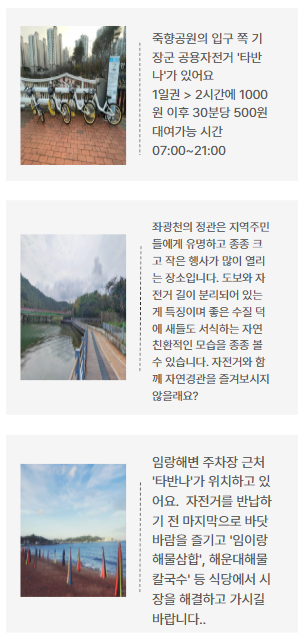 죽향공원의 입구 쪽 기
장군 공용자전거 '타반
나'가 있어요
1일권 > 2시간에 1000
원 이후 30분당 500원
대여가능 시간
07:00~21:00
좌광천의 정관은 지역주민
들에게 유명하고 종종 크
고 작은 행사가 많이 열리
는 장소입니다. 도보와 자
전거 길이 분리되어 있는
게 특징이며 좋은 수질 덕
에 새들도 서식하는 자연
친환적인 모습을 종종 볼
수 있습니다. 자전거와 함
께 자연경관을 즐겨보시지
않을래요?
임랑해변 주차장 근처
'타반나'가 위치하고 있
어요. 자전거를 반납하
기 전 마지막으로 바닷
바람을 즐기고 '임이랑
해물삼합', 해운대해물
칼국수' 등 식당에서 시
장을 해결하고 가시길
바랍니다..